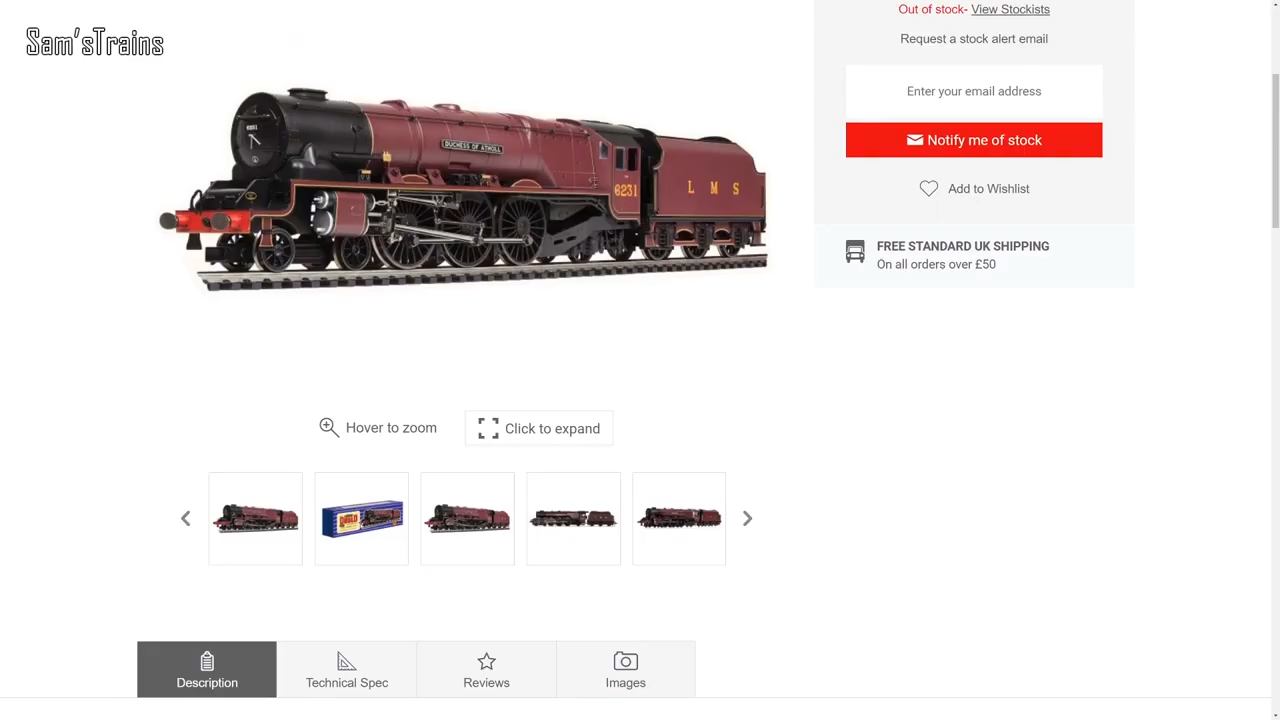 Sam'sTrains
Out of stock- View Stockists
Request a stock alert email
Enter your email address
Notify me of stock
Add to Wishlist
FREE STANDARD UK SHIPPING
On all orders over £50
6231
DUCHESS OF ATHOLL
6231
L M S
Hover to zoom
Click to expand
Description
Technical Spec
Reviews
Images